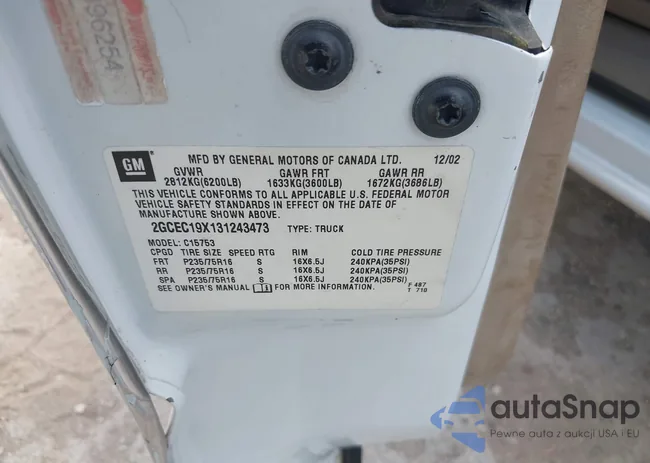 996254
GM
MFD BY GENERAL MOTORS OF CANADA LTD. 12/02
GVWR GAWR FRT GAWR RR
2812KG(6200LB) 1633KG(3600LB) 1672KG(3686LB)
THIS VEHICLE CONFORMS TO ALL APPLICABLE U.S. FEDERAL MOTOR
VEHICLE SAFETY STANDARDS IN EFFECT ON THE DATE OF
MANUFACTURE SHOWN ABOVE.
2GCEC19X131243473 TYPE: TRUCK
MODEL: C15753
CPGD TIRE SIZE SPEED RTG RIM COLD TIRE PRESSURE
FRT P235/75R16 S 16X6.5J 240KPA(35PSI)
RR P235/75R16 S 16X6.5J 240KPA(35PSI)
SPA P235/75R16 S 16X6.5J 240KPA(35PSI)
SEE OWNER'S MANUAL FOR MORE INFORMATION.
F 487
T 710
autaSnap
Pewne auta z aukcji USA i EU